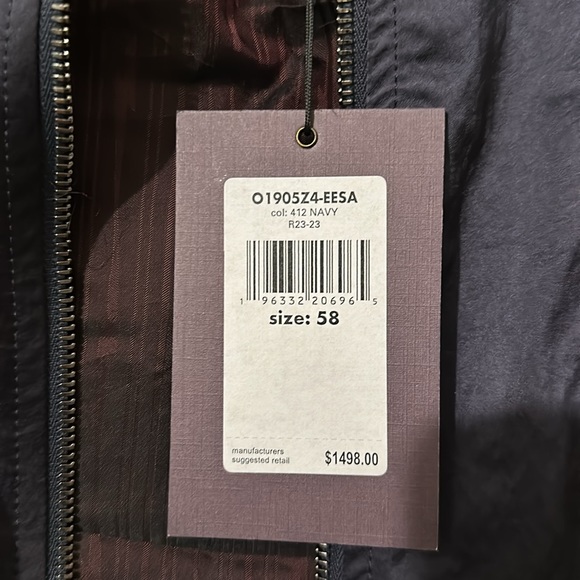 O1905Z4-EESA
col: 412 NAVY
R23-23
1 96332 20696 5
size: 58
manufacturers
suggested retail
$1498.00